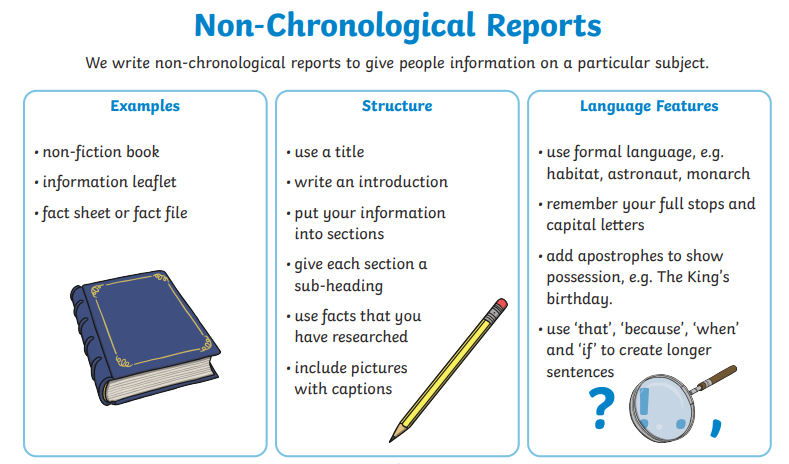 Non-Chronological Reports
We write non-chronological reports to give people information on a particular subject.
Examples
• non-fiction book
• information leaflet
• fact sheet or fact file
Structure
• use a title
• write an introduction
• put your information
into sections
• give each section a
sub-heading
• use facts that you
have researched
• include pictures
with captions
Language Features
• use formal language, e.g.
habitat, astronaut, monarch
• remember your full stops and
capital letters
• add apostrophes to show
possession, e.g. The King’s
birthday.
• use ‘that’, ‘because’, ‘when’
and ‘if’ to create longer
sentences
? ! . ,